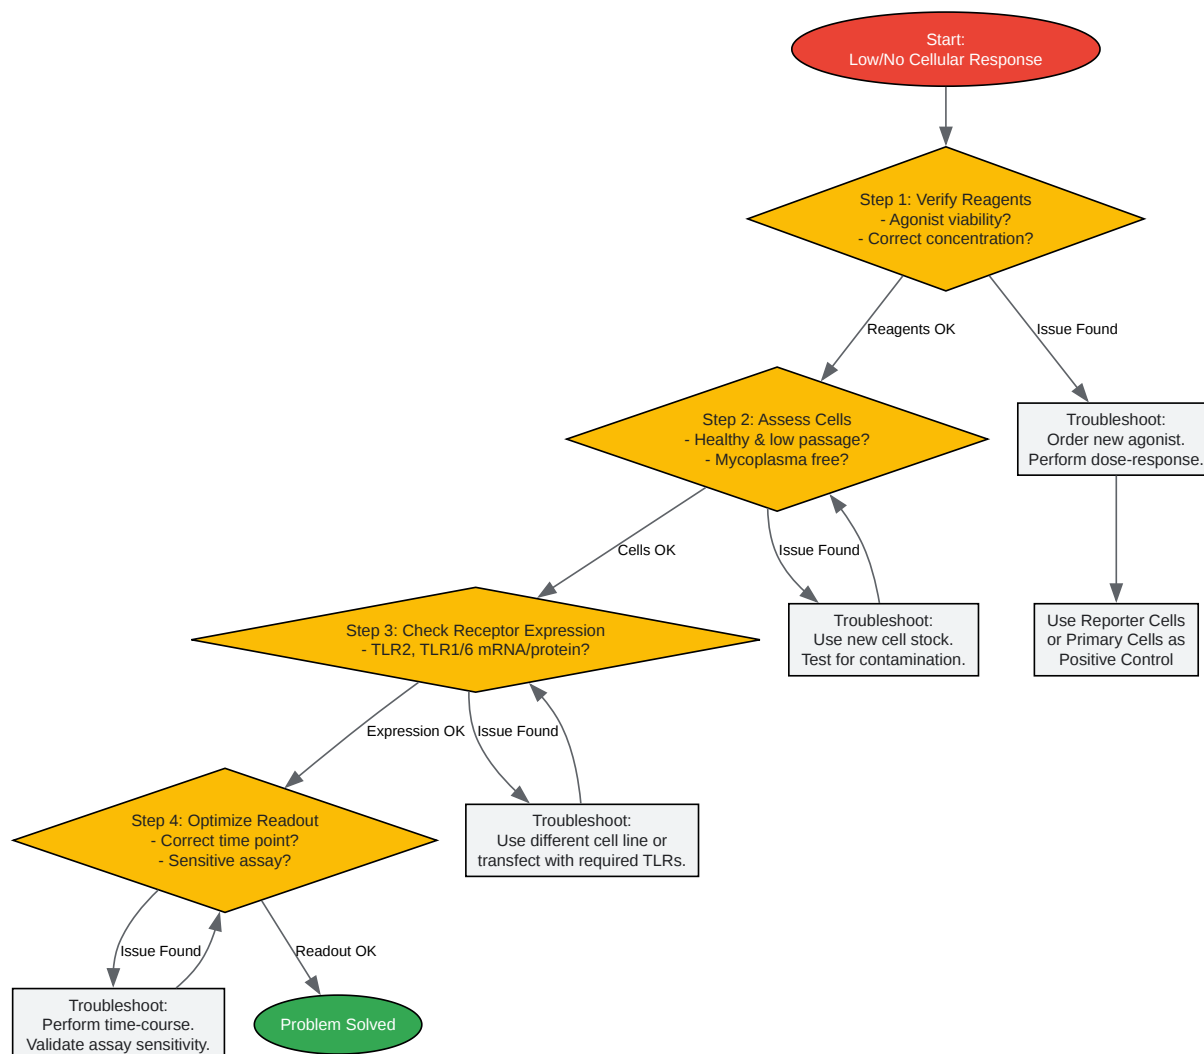 Start:
Low/No Cellular Response
Step 1: Verify Reagents
- Agonist viability?
- Correct concentration?
Reagents OK
Issue Found
Step 2: Assess Cells
- Healthy & low passage?
- Mycoplasma free?
Troubleshoot:
Order new agonist.
Perform dose-response.
Cells OK
Issue Found
Step 3: Check Receptor Expression
- TLR2, TLR1/6 mRNA/protein?
Troubleshoot:
Use new cell stock.
Test for contamination.
Use Reporter Cells
or Primary Cells as
Positive Control
Expression OK
Issue Found
Step 4: Optimize Readout
- Correct time point?
- Sensitive assay?
Troubleshoot:
Use different cell line or
transfect with required TLRs.
Issue Found
Readout OK
Troubleshoot:
Perform time-course.
Validate assay sensitivity.
Problem Solved